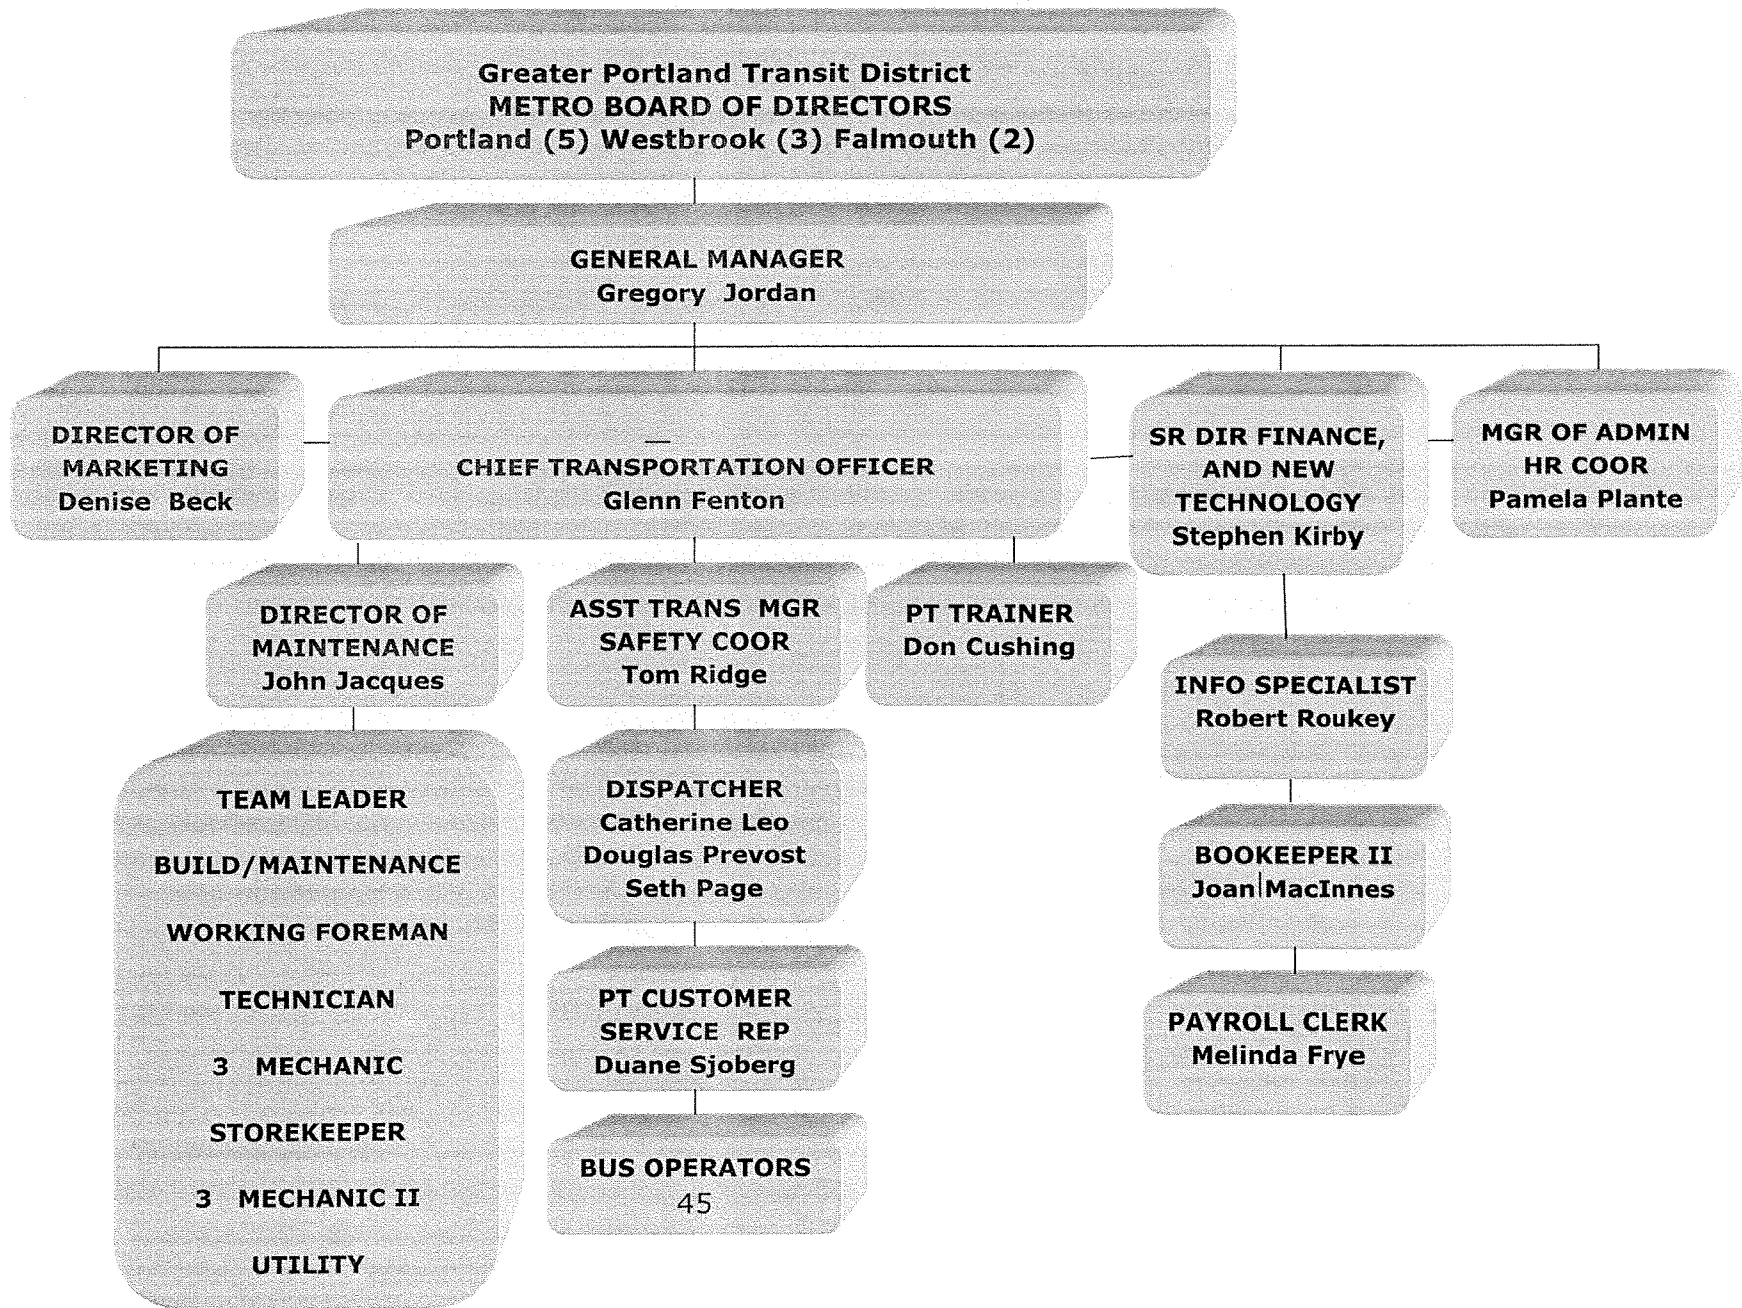 Greater Portland Transit District
METRO BOARD OF DIRECTORS
Portland (5) Westbrook (3) Falmouth (2)
GENERAL MANAGER
Gregory Jordan
DIRECTOR OF
MARKETING
Denise Beck
CHIEF TRANSPORTATION OFFICER
Glenn Fenton
SR DIR FINANCE,
AND NEW
TECHNOLOGY
Stephen Kirby
MGR OF ADMIN
HR COOR
Pamela Plante
DIRECTOR OF
MAINTENANCE
John Jacques
ASST TRANS MGR
SAFETY COOR
Tom Ridge
PT TRAINER
Don Cushing
INFO SPECIALIST
Robert Roukey
TEAM LEADER
BUILD/MAINTENANCE
WORKING FOREMAN
TECHNICIAN
3 MECHANIC
STOREKEEPER
3 MECHANIC II
UTILITY
DISPATCHER
Catherine Leo
Douglas Prevost
Seth Page
BOOKEEPER II
Joan MacInnes
PT CUSTOMER
SERVICE REP
Duane Sjoberg
PAYROLL CLERK
Melinda Frye
BUS OPERATORS
45